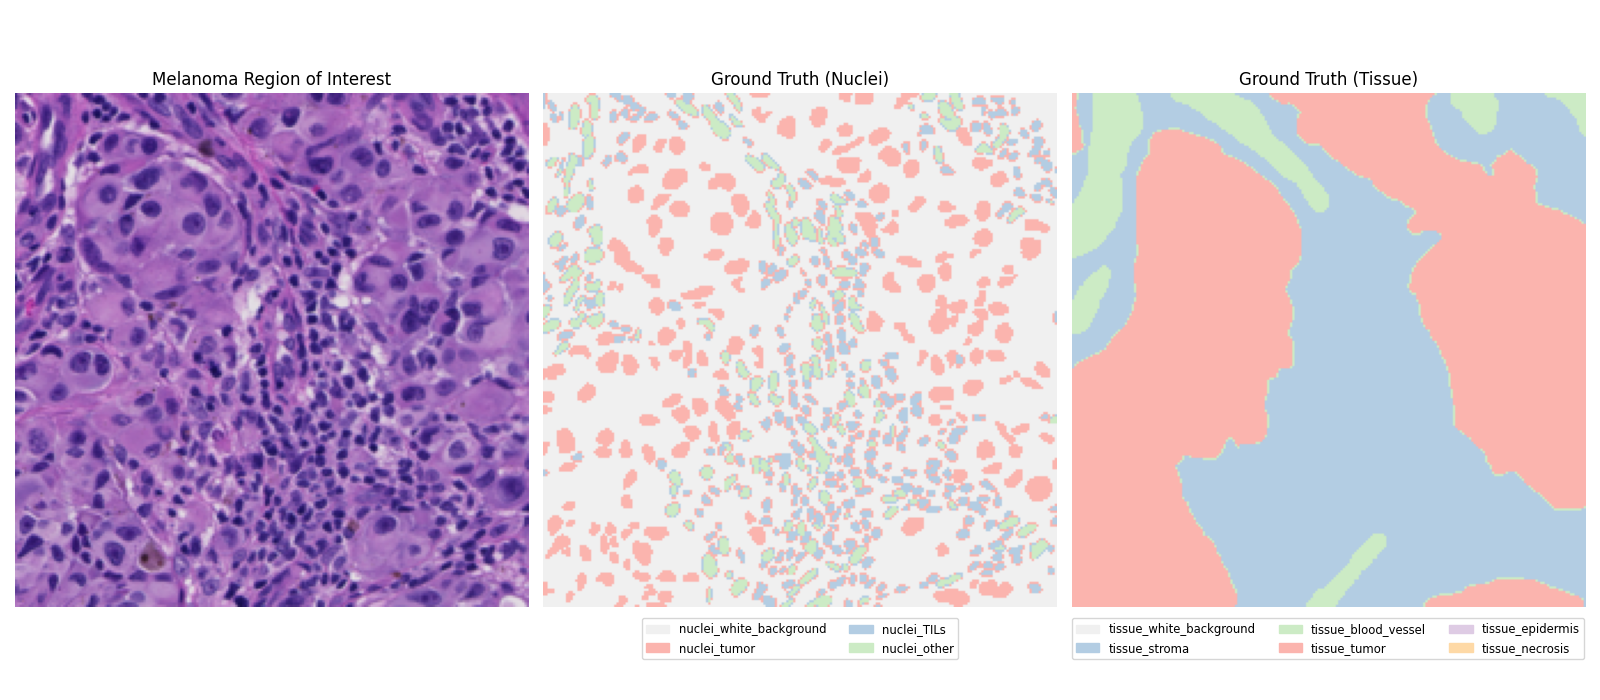 Melanoma Region of Interest
Ground Truth (Nuclei)
Ground Truth (Tissue)
nuclei_white_background
nuclei_tumor
nuclei_TILs
nuclei_other
tissue_white_background
tissue_stroma
tissue_blood_vessel
tissue_tumor
tissue_epidermis
tissue_necrosis